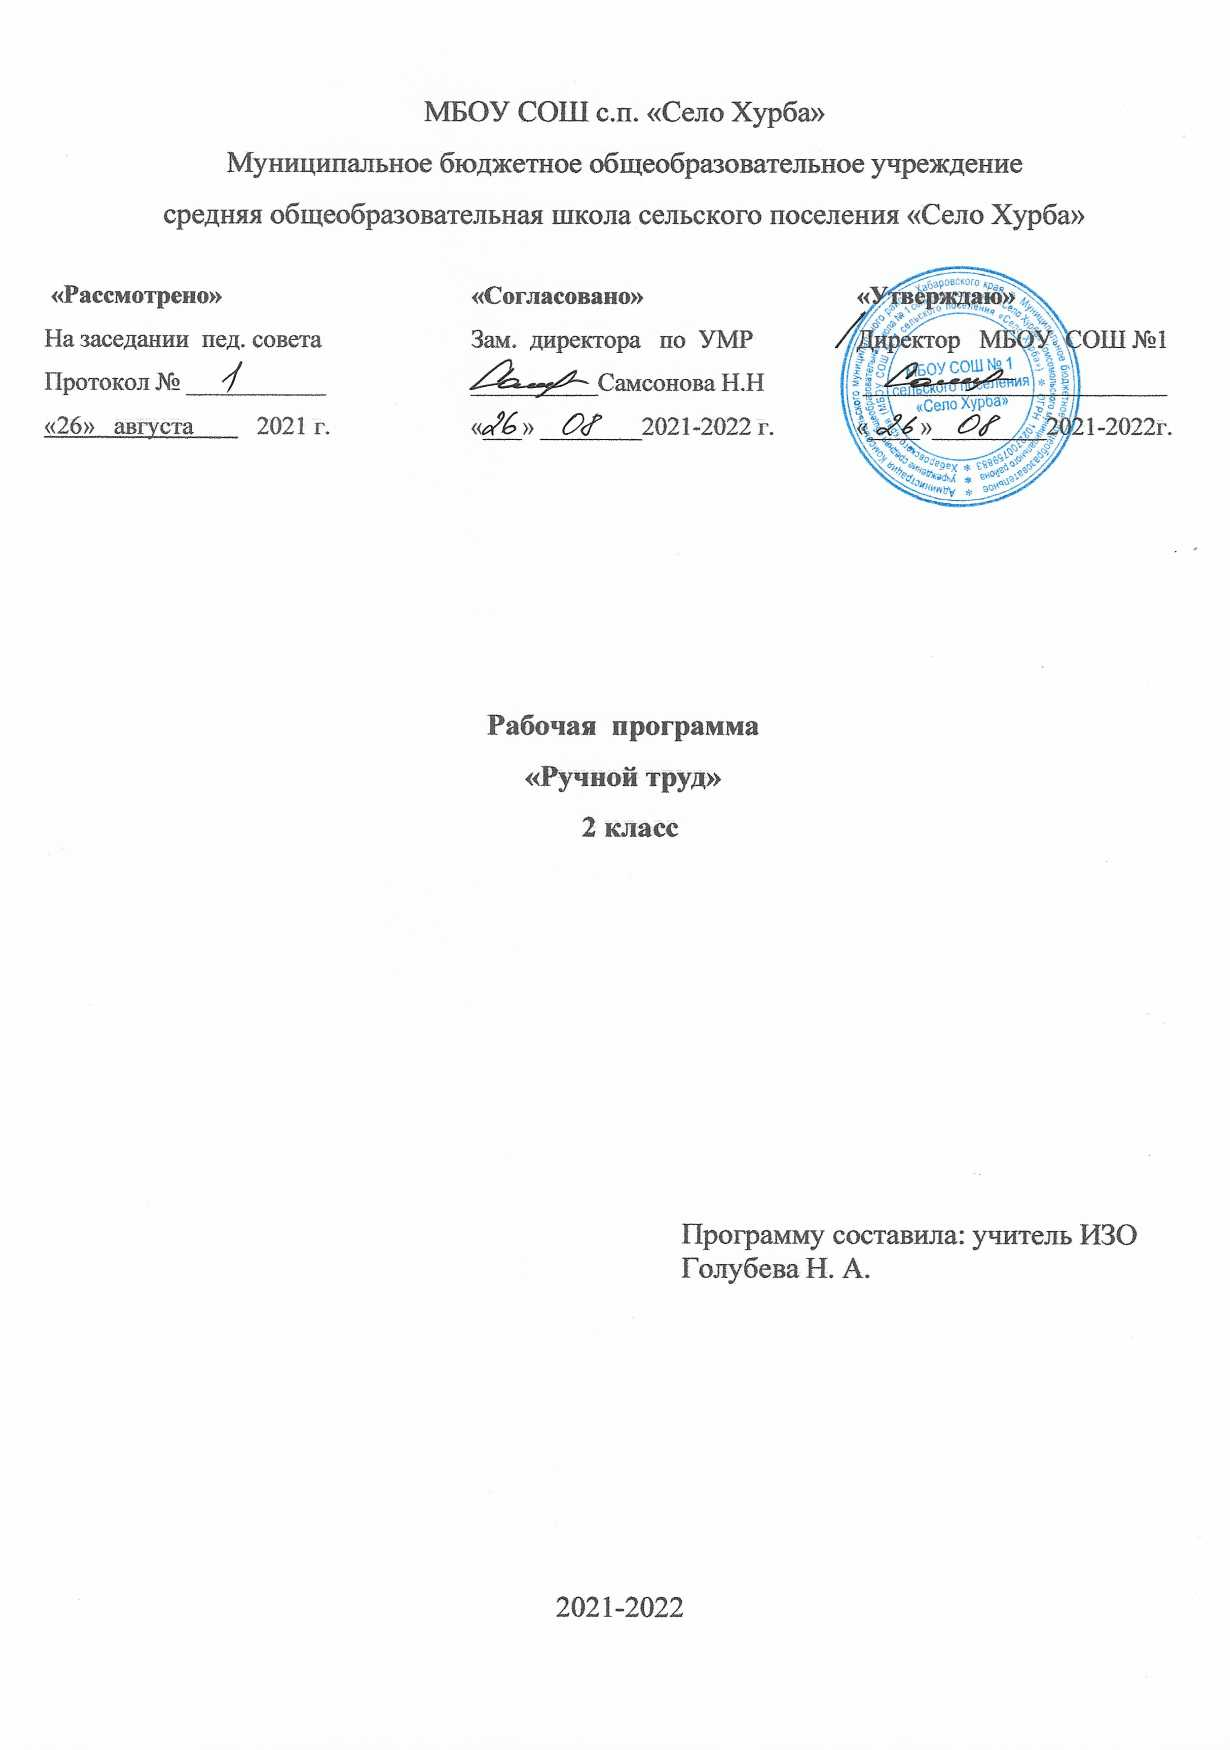 МБОУ СОШ с.п. «Село Хурба»
Муниципальное бюджетное общеобразовательное учреждение
средняя общеобразовательная школа сельского поселения «Село Хурба»
«Рассмотрено»
На заседании пед. совета
Протокол № 1
«26» августа 2021 г.
«Согласовано»
Зам. директора по УМР
Самсонова Н.Н
«26» 08 2021-2022 г.
«Утверждаю»
Директор МБОУ СОШ №1
«26» 08 2021-2022г.
МБОУ СОШ № 1
сельского поселения
«Село Хурба»
Рабочая программа
«Ручной труд»
2 класс
Программу составила: учитель ИЗО
Голубева Н. А.
2021-2022